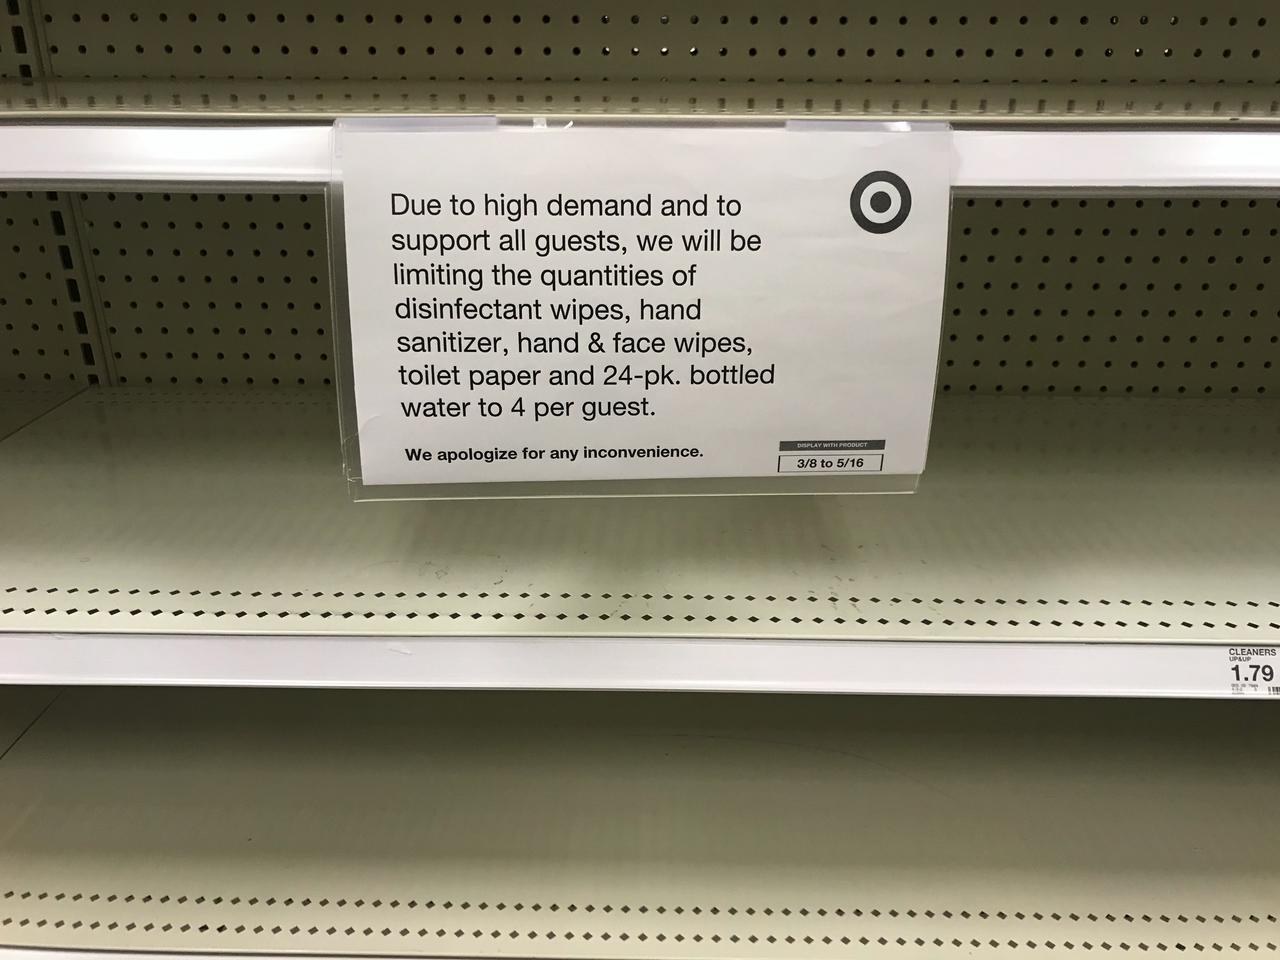 Due to high demand and to
support all guests, we will be
limiting the quantities of
disinfectant wipes, hand
sanitizer, hand & face wipes,
toilet paper and 24-pk. bottled
water to 4 per guest.
We apologize for any inconvenience.
DISPLAY WITH PRODUCT
3/8 to 5/16
CLEANERS
UP&UP
1.79